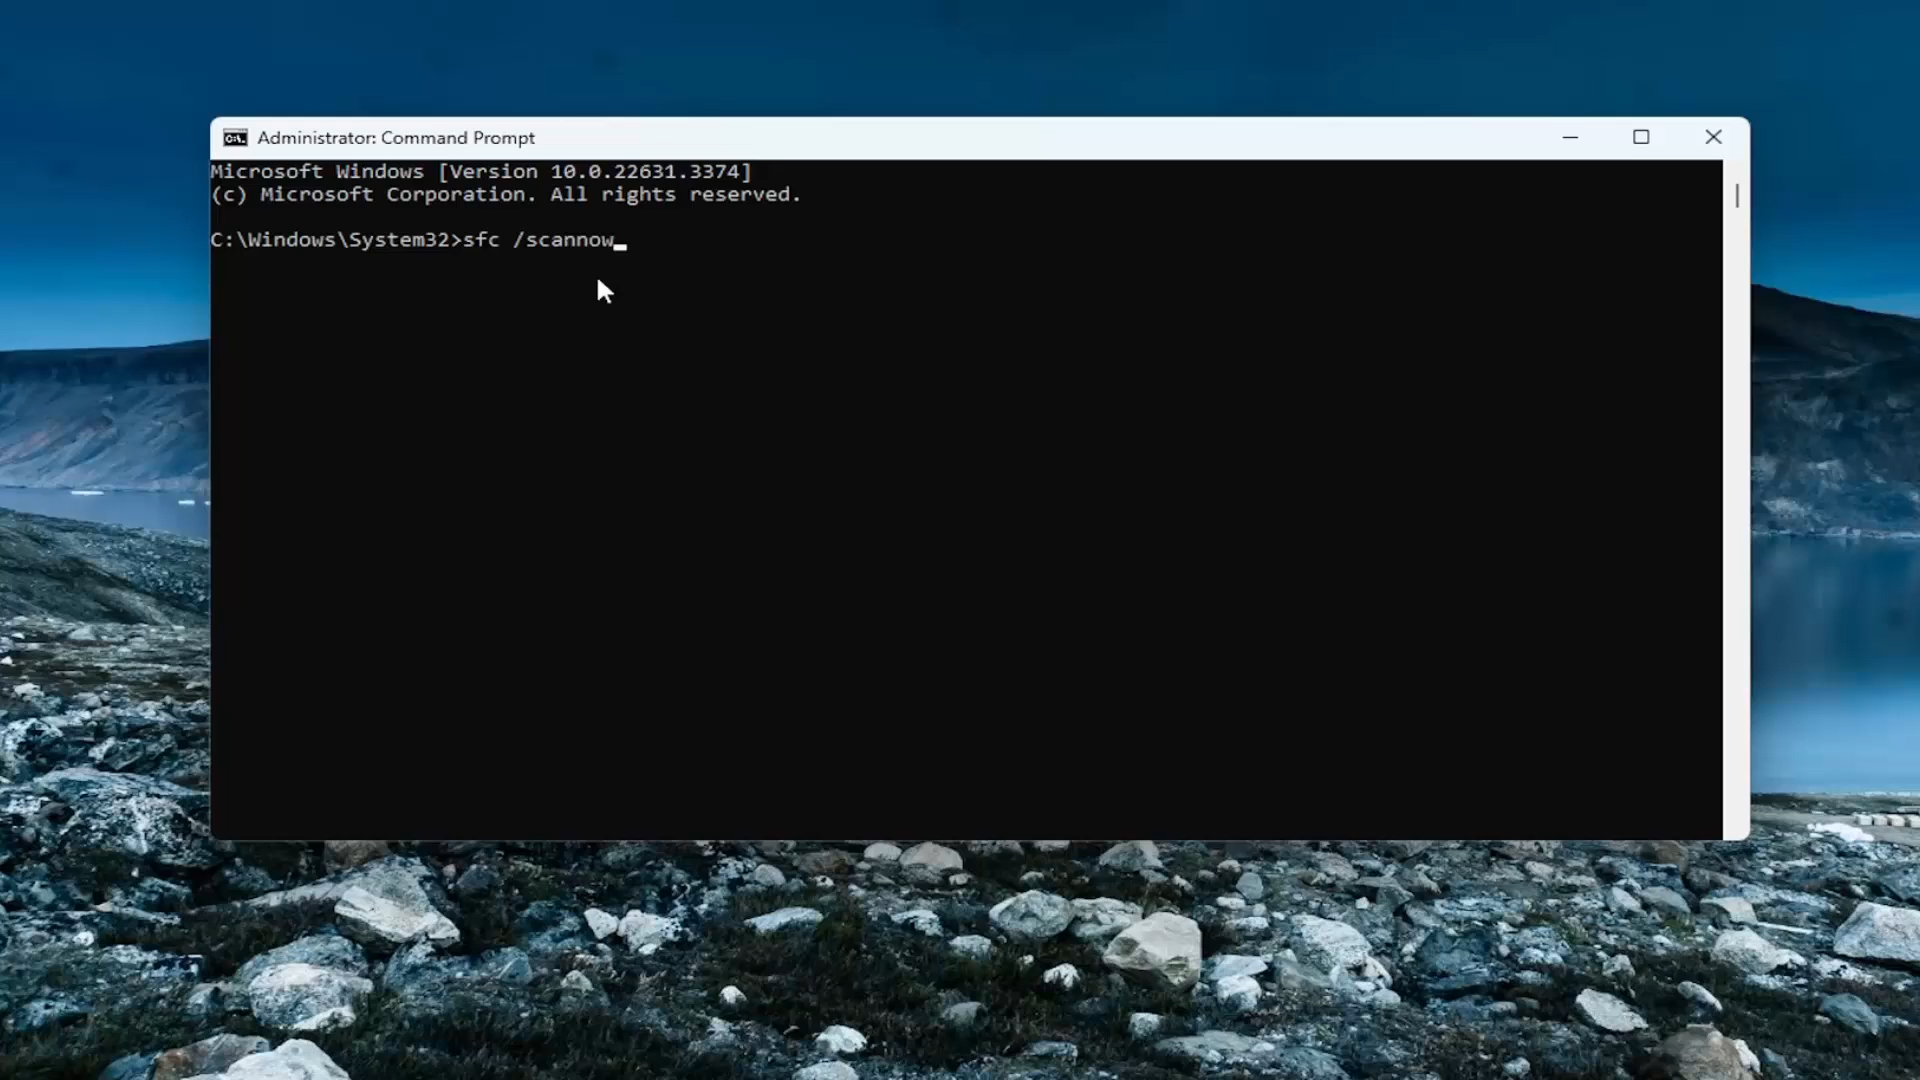 Administrator: Command Prompt
Microsoft Windows [Version 10.0.22631.3374]
(c) Microsoft Corporation. All rights reserved.
C:\Windows\System32>sfc /scannow